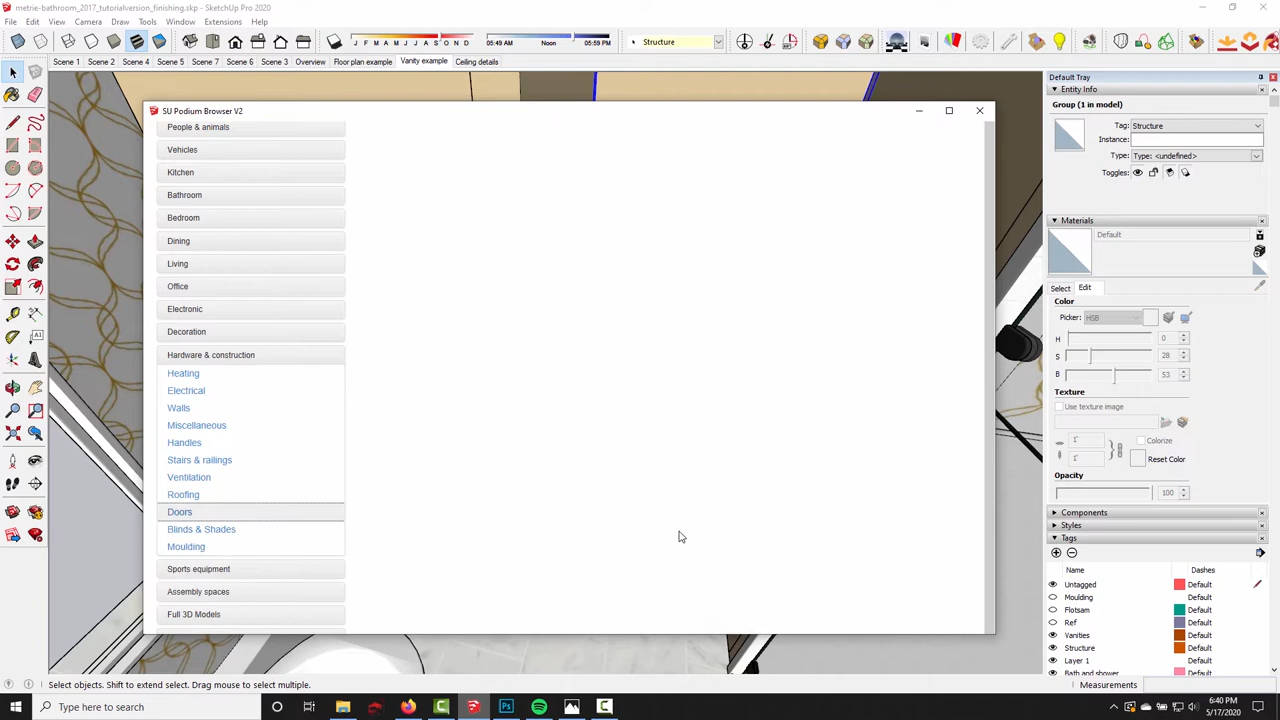 metrie-bathroom_2017_tutorialversion_finishing.skp - SketchUp Pro 2020
File Edit View Camera Draw Tools Window Extensions Help
J F M A M J J A S O N D 05:49 AM Noon 05:59 PM Structure
Scene 1 Scene 2 Scene 4 Scene 5 Scene 7 Scene 6 Scene 3 Overview Floor plan example Vanity example Ceiling details
SU Podium Browser V2
People & animals
Vehicles
Kitchen
Bathroom
Bedroom
Dining
Living
Office
Electronic
Decoration
Hardware & construction
Heating
Electrical
Walls
Miscellaneous
Handles
Stairs & railings
Ventilation
Roofing
Doors
Blinds & Shades
Moulding
Sports equipment
Assembly spaces
Full 3D Models
Default Tray
Entity Info
Group (1 in model)
Tag: Structure
Instance:
Type: Type: <undefined>
Toggles:
Materials
Default
Select Edit
Color
Picker: HSB
H 0
S 28
B 53
Texture
Use texture image
1' Colorize
1' Reset Color
Opacity
100
Components
Styles
Tags
Name Dashes
Untagged Default
Moulding Default
Flotsam Default
Ref Default
Vanities Default
Structure Default
Layer 1 Default
Bath and shower Default
Select objects. Shift to extend select. Drag mouse to select multiple.
Measurements
Type here to search
6:40 PM
5/17/2020